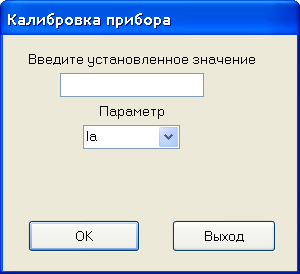 Калибровка прибора
Введите установленное значение
Параметр
Ia
OK
Выход